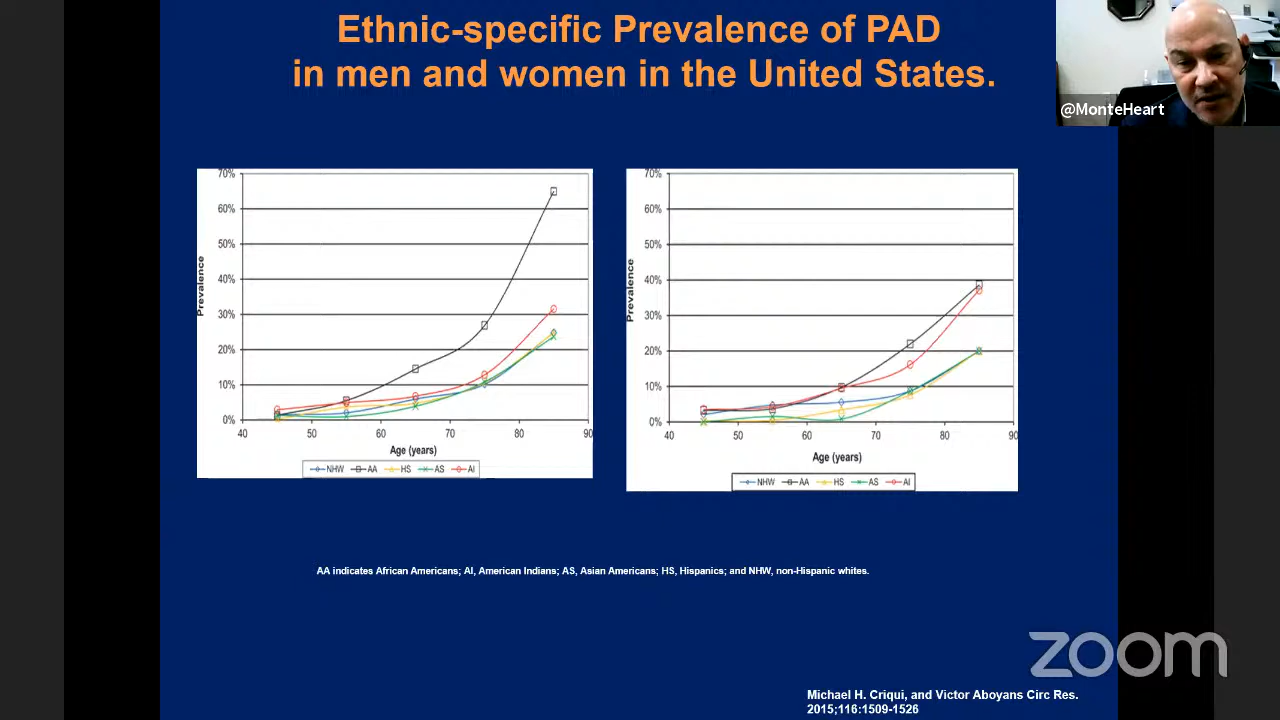 Ethnic-specific Prevalence of PAD
in men and women in the United States.
@MonteHeart
70%
60%
50%
40%
30%
20%
10%
0%
Prevalence
40 50 60 70 80 90
Age (years)
NHW AA HS AS AI
70%
60%
50%
40%
30%
20%
10%
0%
Prevalence
40 50 60 70 80 90
Age (years)
NHW AA HS AS AI
AA indicates African Americans; AI, American Indians; AS, Asian Americans; HS, Hispanics; and NHW, non-Hispanic whites.
zoom
Michael H. Criqui, and Victor Aboyans Circ Res.
2015;116:1509-1526